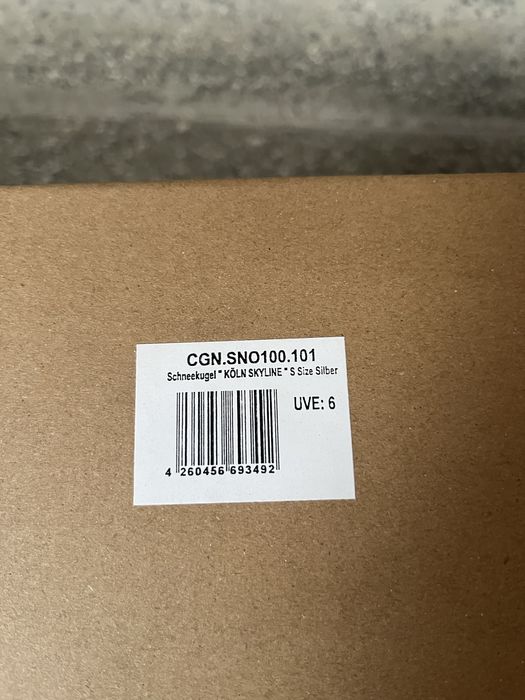 CGN.SNO100.101
Schneekugel " KÖLN SKYLINE " S Size Silber
UVE: 6
4 260456 693492